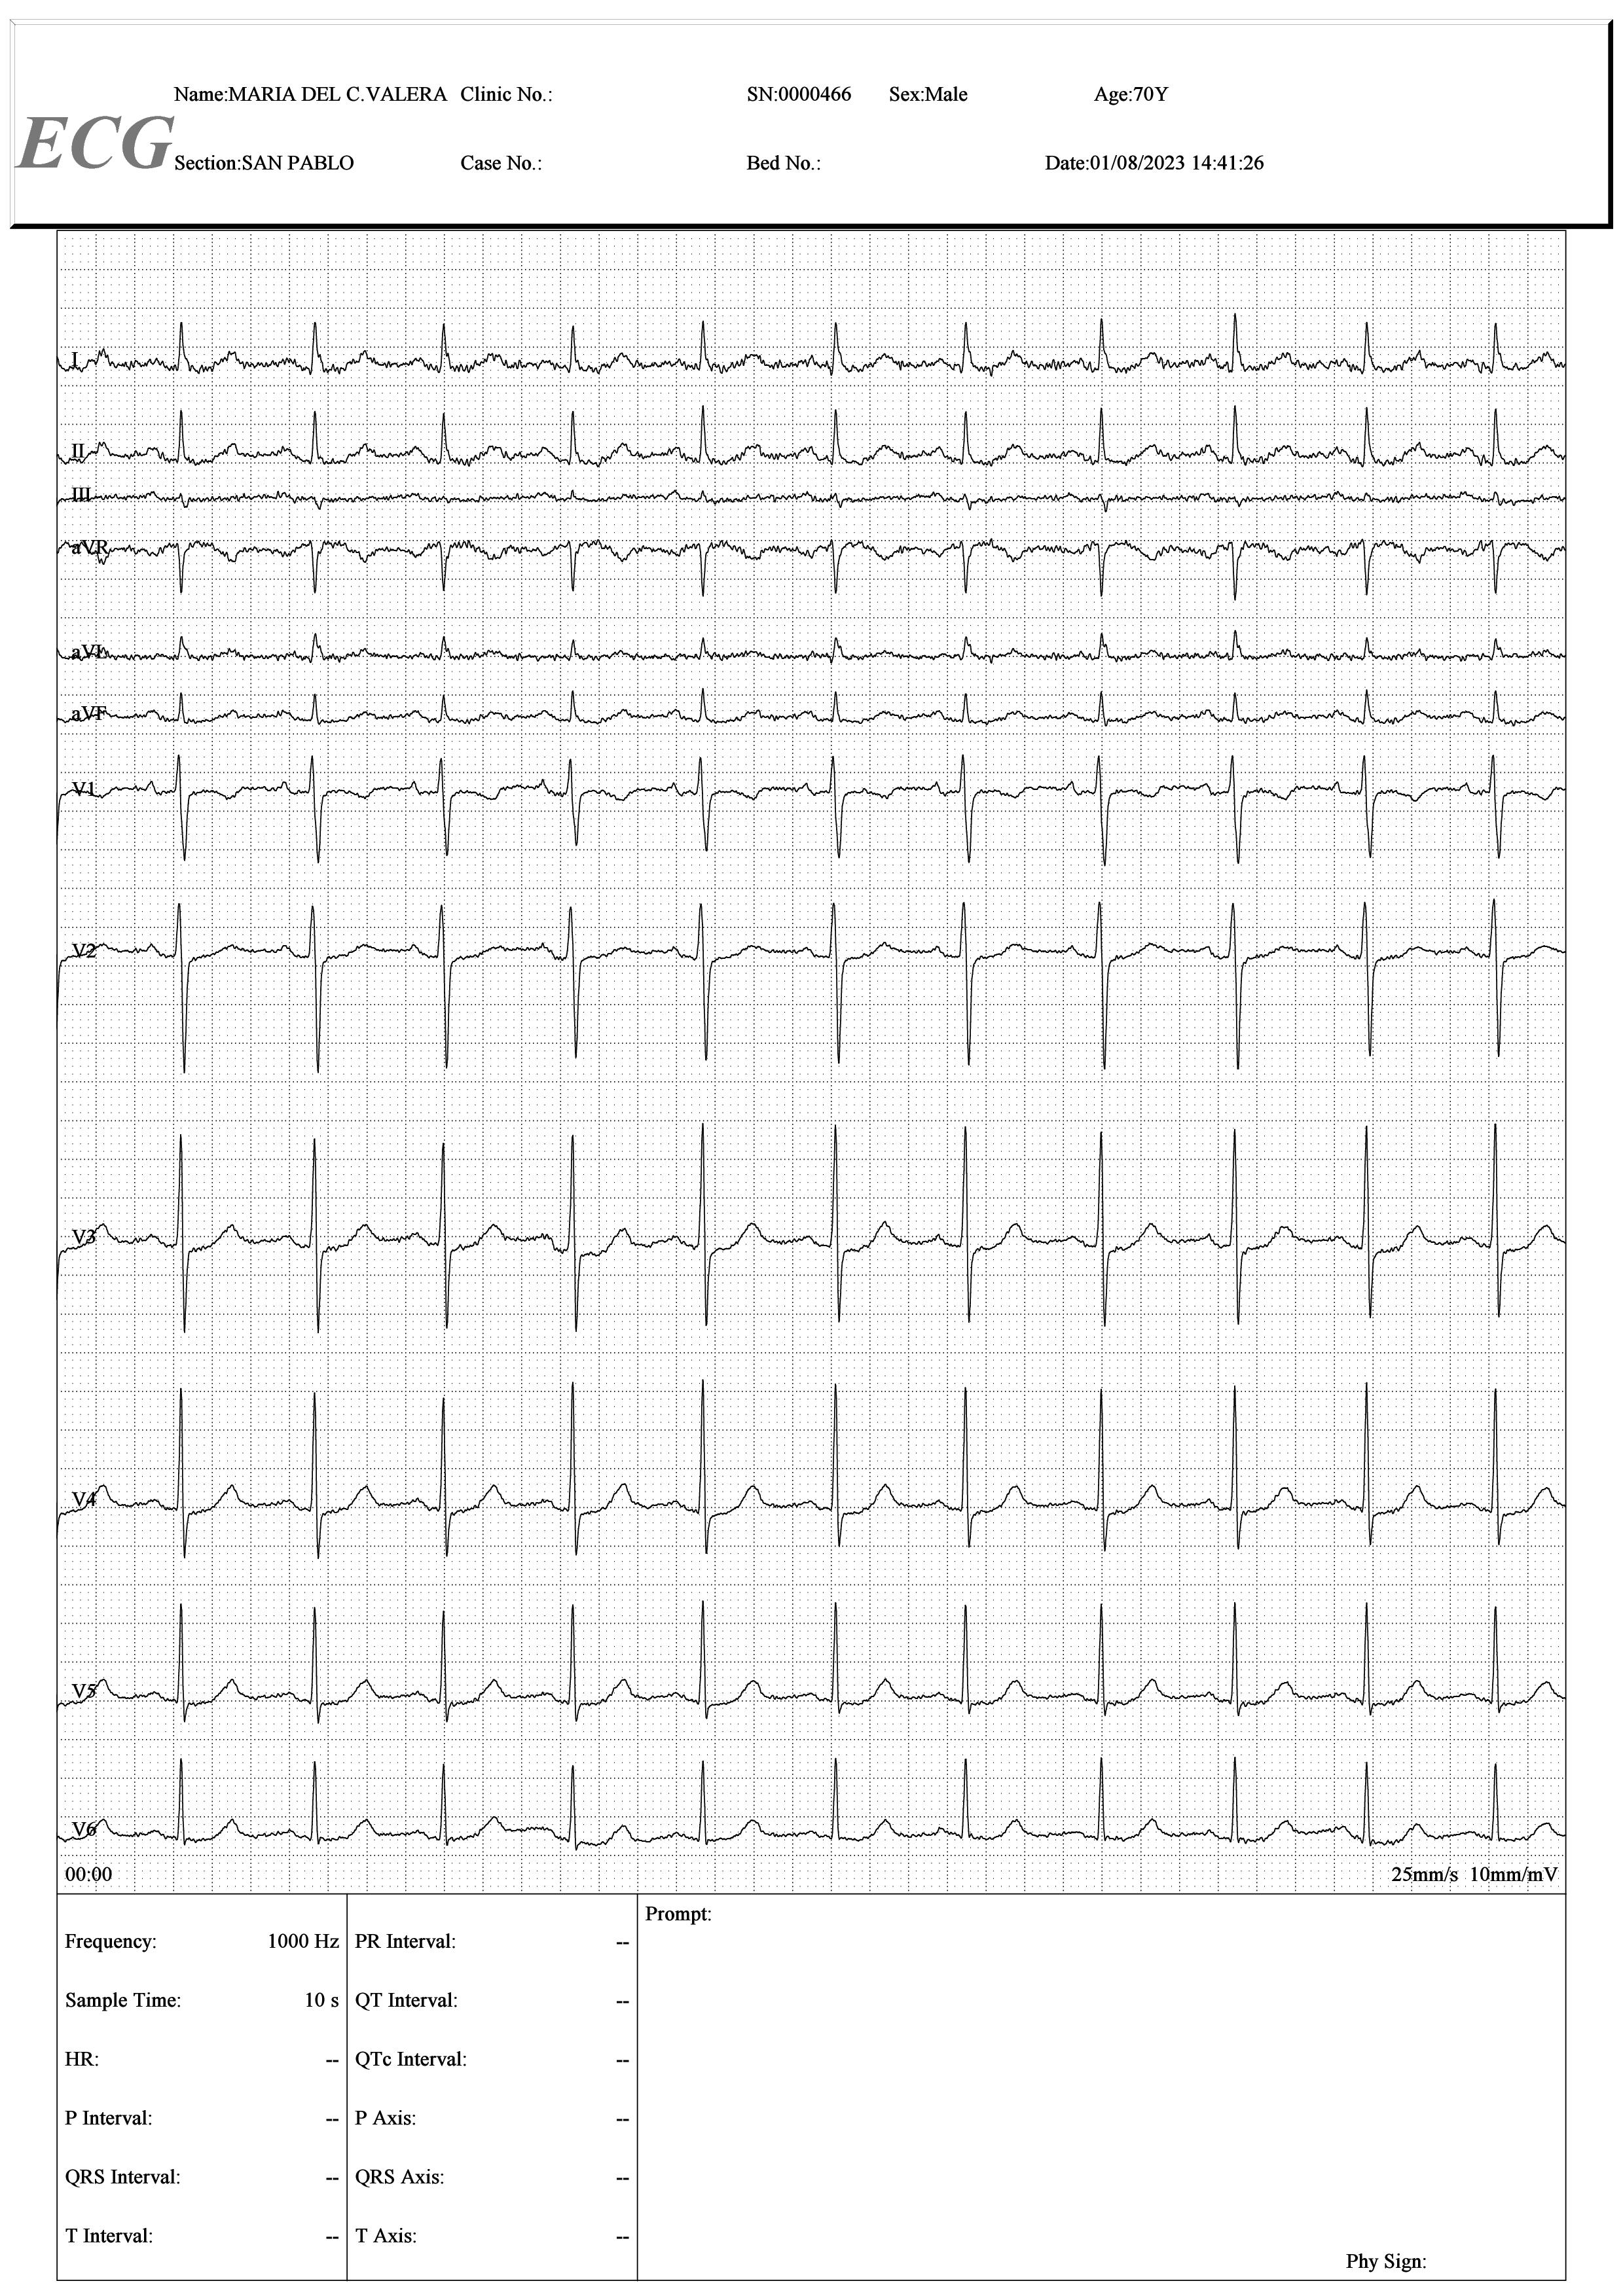 ECG
Name:MARIA DEL C.VALERA Clinic No.: SN:0000466 Sex:Male Age:70Y
Section:SAN PABLO Case No.: Bed No.: Date:01/08/2023 14:41:26
I
II
III
aVR
aVL
aVF
V1
V2
V3
V4
V5
V6
00:00 25mm/s 10mm/mV
Frequency: 1000 Hz PR Interval: -- Prompt:
Sample Time: 10 s QT Interval: --
HR: -- QTc Interval: --
P Interval: -- P Axis: --
QRS Interval: -- QRS Axis: --
T Interval: -- T Axis: --
Phy Sign: